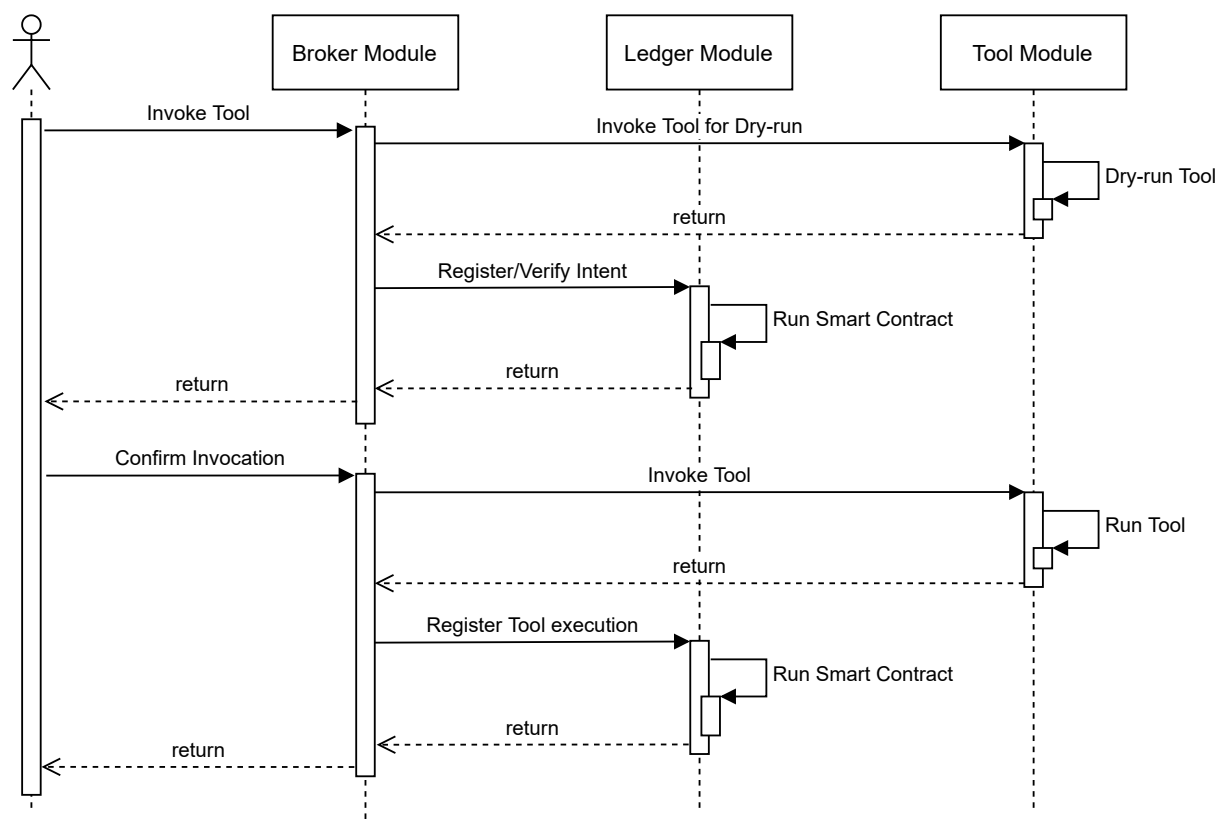 Broker Module
Ledger Module
Tool Module
Invoke Tool
Invoke Tool for Dry-run
Dry-run Tool
return
Register/Verify Intent
Run Smart Contract
return
return
Confirm Invocation
Invoke Tool
Run Tool
return
Register Tool execution
Run Smart Contract
return
return